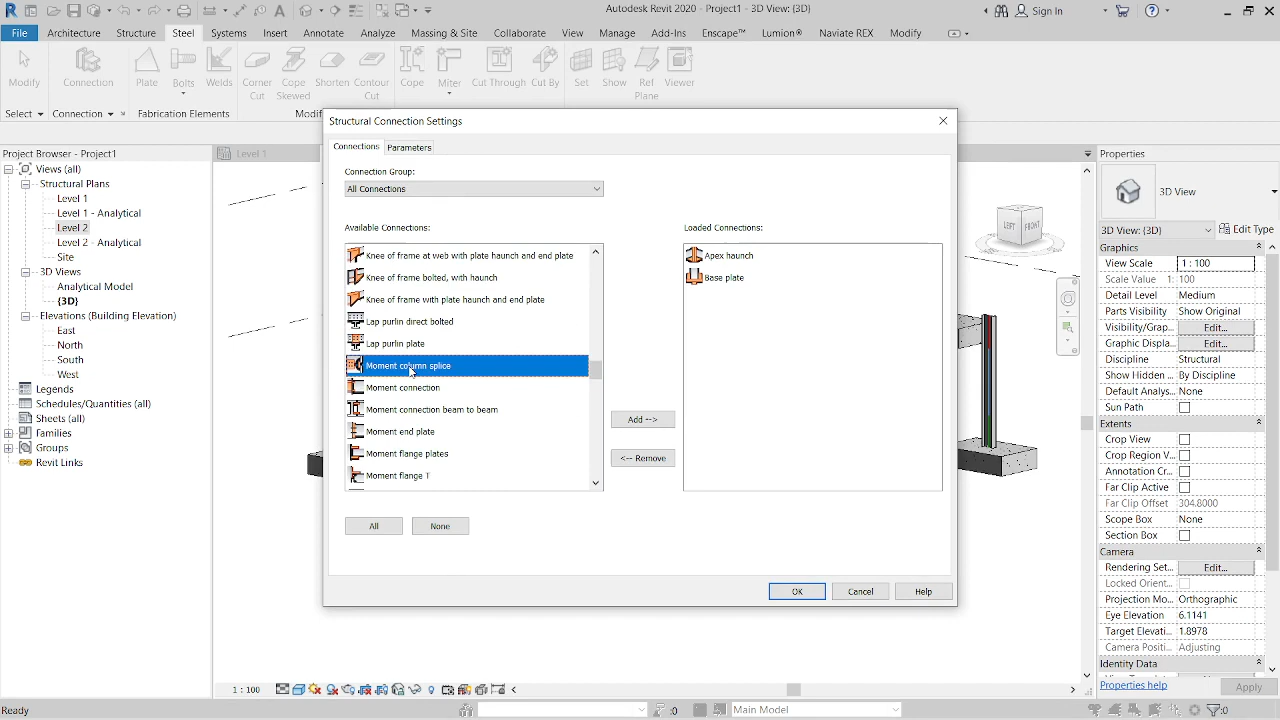 Autodesk Revit 2020 - Project1 - 3D View: {3D}
Sign In
File Architecture Structure Steel Systems Insert Annotate Analyze Massing & Site Collaborate View Manage Add-Ins Enscape™ Lumion® Naviate REX Modify
Modify Connection Plate Bolts Welds Corner Cut Cope Skewed Shorten Contour Cut Cope Miter Cut Through Cut By Set Show Ref Plane Viewer
Select Connection Fabrication Elements Modif
Project Browser - Project1
Views (all)
Structural Plans
Level 1
Level 1 - Analytical
Level 2
Level 2 - Analytical
Site
3D Views
Analytical Model
{3D}
Elevations (Building Elevation)
East
North
South
West
Legends
Schedules/Quantities (all)
Sheets (all)
Families
Groups
Revit Links
Level 1
Structural Connection Settings
Connections Parameters
Connection Group:
All Connections
Available Connections:
Knee of frame at web with plate haunch and end plate
Knee of frame bolted, with haunch
Knee of frame with plate haunch and end plate
Lap purlin direct bolted
Lap purlin plate
Moment column splice
Moment connection
Moment connection beam to beam
Moment end plate
Moment flange plates
Moment flange T
Add -->
<-- Remove
Loaded Connections:
Apex haunch
Base plate
All None
OK Cancel Help
LEFT FRONT
Properties
3D View
3D View: {3D} Edit Type
Graphics
View Scale 1 : 100
Scale Value 1: 100
Detail Level Medium
Parts Visibility Show Original
Visibility/Grap... Edit...
Graphic Displa... Edit...
Discipline Structural
Show Hidden ... By Discipline
Default Analys... None
Sun Path
Extents
Crop View
Crop Region V...
Annotation Cr...
Far Clip Active
Far Clip Offset 304.8000
Scope Box None
Section Box
Camera
Rendering Set... Edit...
Locked Orient...
Projection Mo... Orthographic
Eye Elevation 6.1141
Target Elevati... 1.8978
Camera Positi... Adjusting
Identity Data
Properties help Apply
1 : 100
Ready
:0
Main Model
:0